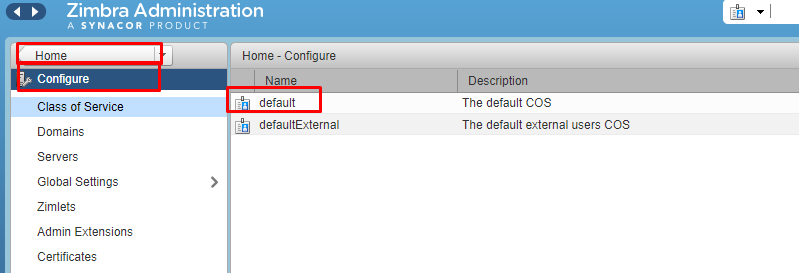 Zimbra Administration
A SYNACOR PRODUCT
Home
Home - Configure
Configure
Name Description
Class of Service
default The default COS
defaultExternal The default external users COS
Domains
Servers
Global Settings
Zimlets
Admin Extensions
Certificates